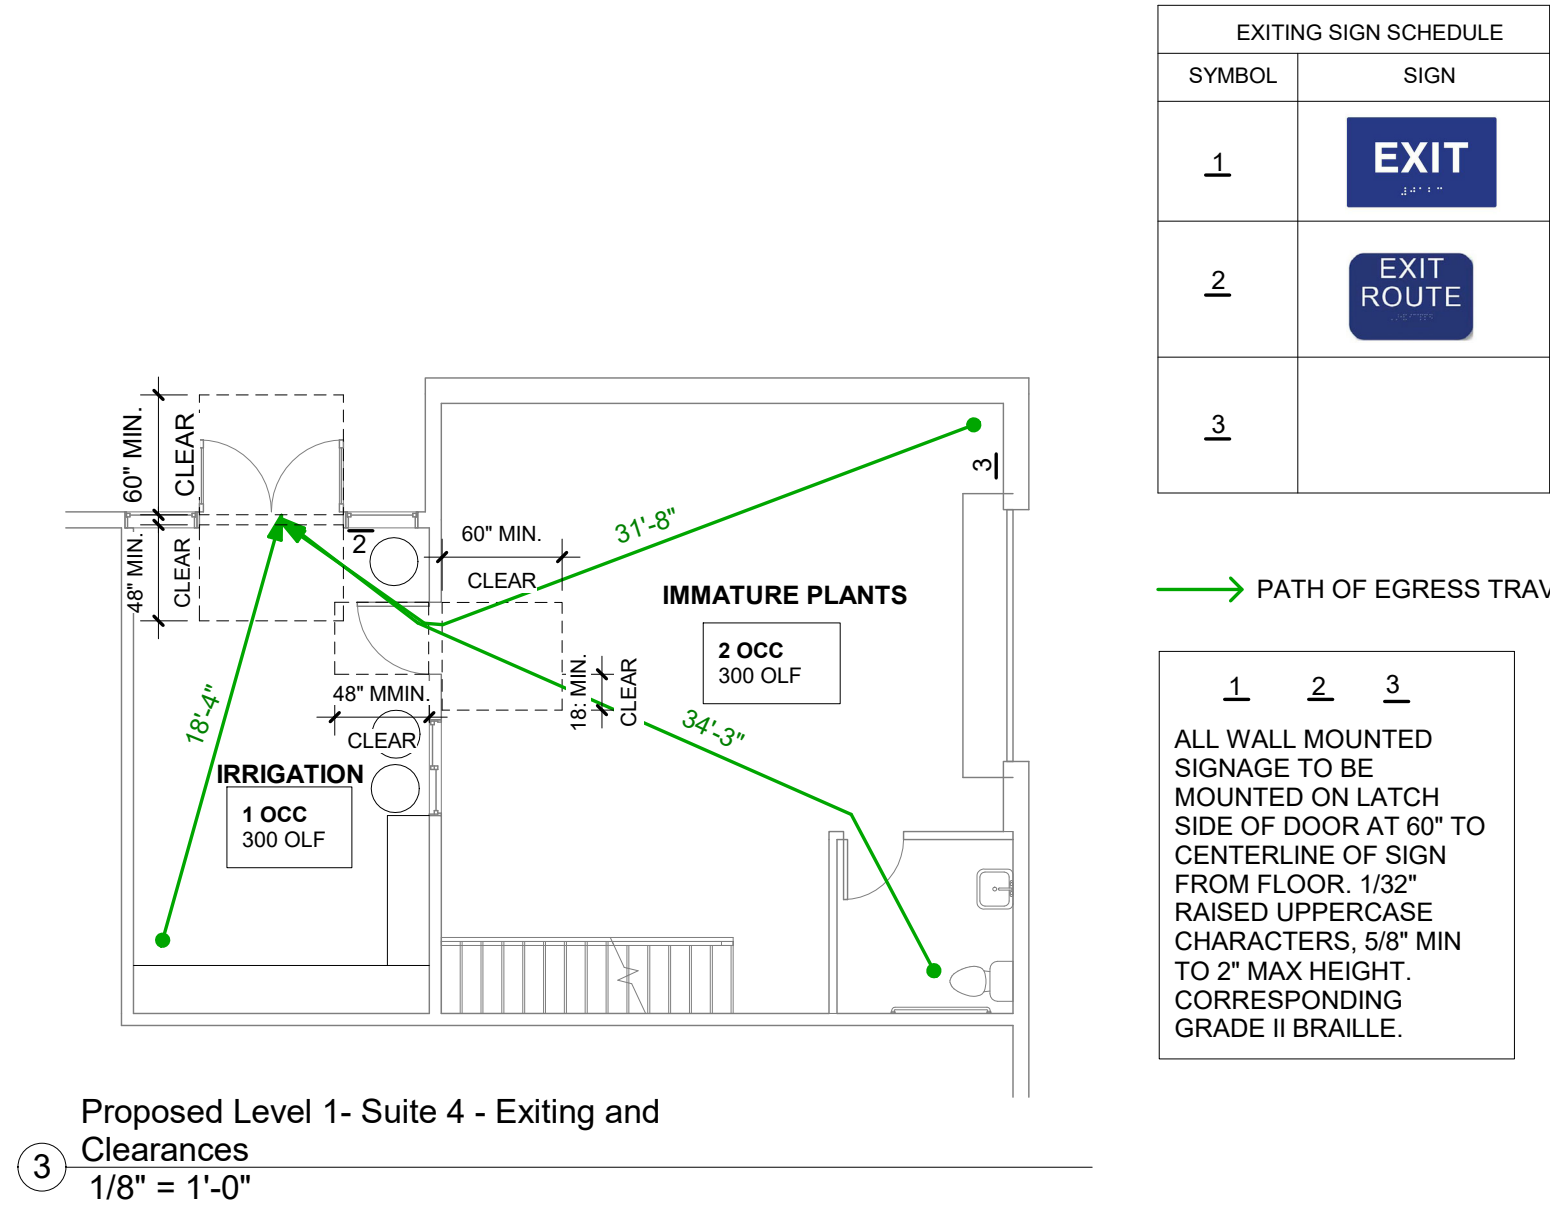 EXITING SIGN SCHEDULE
SYMBOL
SIGN
1
EXIT
2
EXIT
ROUTE
3
60" MIN.
CLEAR
48" MIN.
CLEAR
2
60" MIN.
CLEAR
31'-8"
3
IMMATURE PLANTS
2 OCC
300 OLF
18: MIN.
CLEAR
48" MMIN.
CLEAR
18'-4"
34'-3"
IRRIGATION
1 OCC
300 OLF
PATH OF EGRESS TRAV
1
2
3
ALL WALL MOUNTED
SIGNAGE TO BE
MOUNTED ON LATCH
SIDE OF DOOR AT 60" TO
CENTERLINE OF SIGN
FROM FLOOR. 1/32"
RAISED UPPERCASE
CHARACTERS, 5/8" MIN
TO 2" MAX HEIGHT.
CORRESPONDING
GRADE II BRAILLE.
3
Proposed Level 1- Suite 4 - Exiting and
Clearances
1/8" = 1'-0"